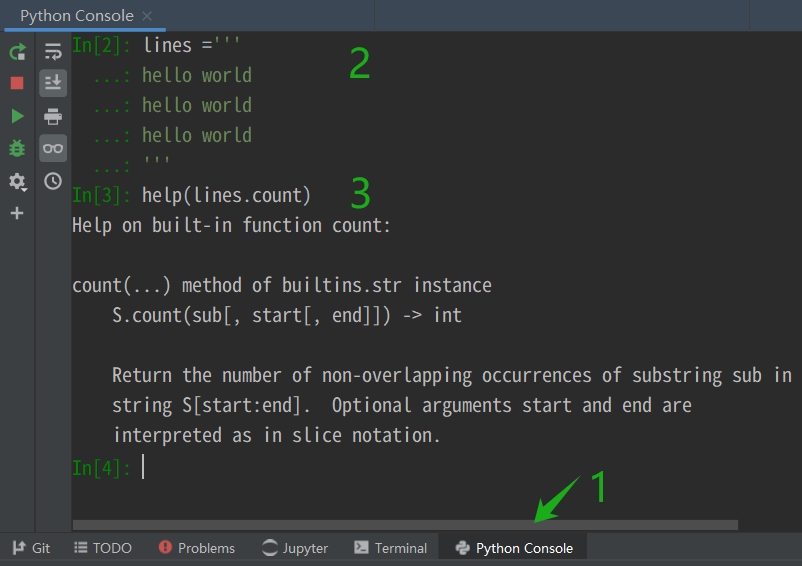 Python Console
In[2]: lines ='''
2
...: hello world
...: hello world
...: hello world
...: '''
In[3]: help(lines.count)
3
Help on built-in function count:
count(...) method of builtins.str instance
S.count(sub[, start[, end]]) -> int
Return the number of non-overlapping occurrences of substring sub in
string S[start:end].  Optional arguments start and end are
interpreted as in slice notation.
In[4]:
1
Git TODO Problems Jupyter Terminal Python Console